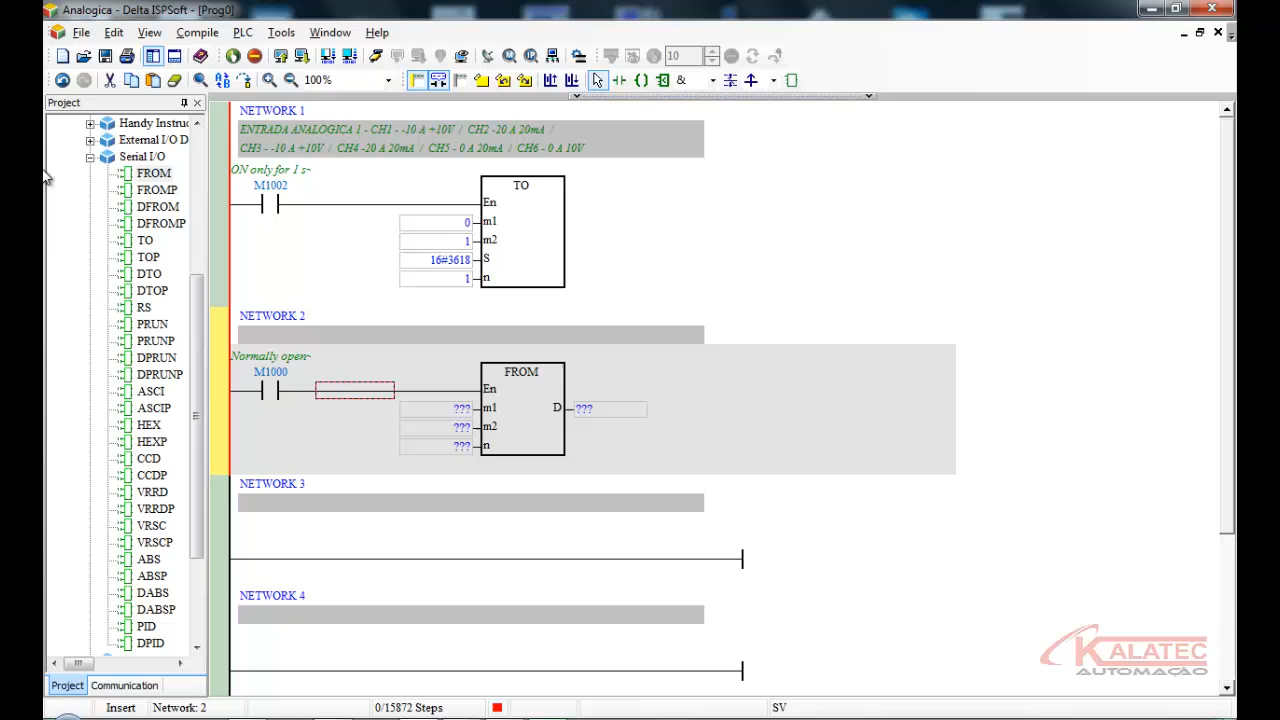 Analogica - Delta ISPSoft - [Prog0]
File Edit View Compile PLC Tools Window Help
10
100% &
Project
Handy Instruc
External I/O D
Serial I/O
FROM
FROMP
DFROM
DFROMP
TO
TOP
DTO
DTOP
RS
PRUN
PRUNP
DPRUN
DPRUNP
ASCI
ASCIP
HEX
HEXP
CCD
CCDP
VRRD
VRRDP
VRSC
VRSCP
ABS
ABSP
DABS
DABSP
PID
DPID
Project Communication
NETWORK 1
ENTRADA ANALOGICA 1 - CH1 - -10 A +10V / CH2 -20 A 20mA /
CH3 - -10 A +10V / CH4 -20 A 20mA / CH5 - 0 A 20mA / CH6 - 0 A 10V
ON only for 1 s~
M1002
TO
En
0 m1
1 m2
16#3618 S
1 n
NETWORK 2
Normally open~
M1000
FROM
En
??? m1 D ???
??? m2
??? n
NETWORK 3
NETWORK 4
KALATEC
AUTOMAÇÃO
Insert Network: 2 0/15872 Steps SV